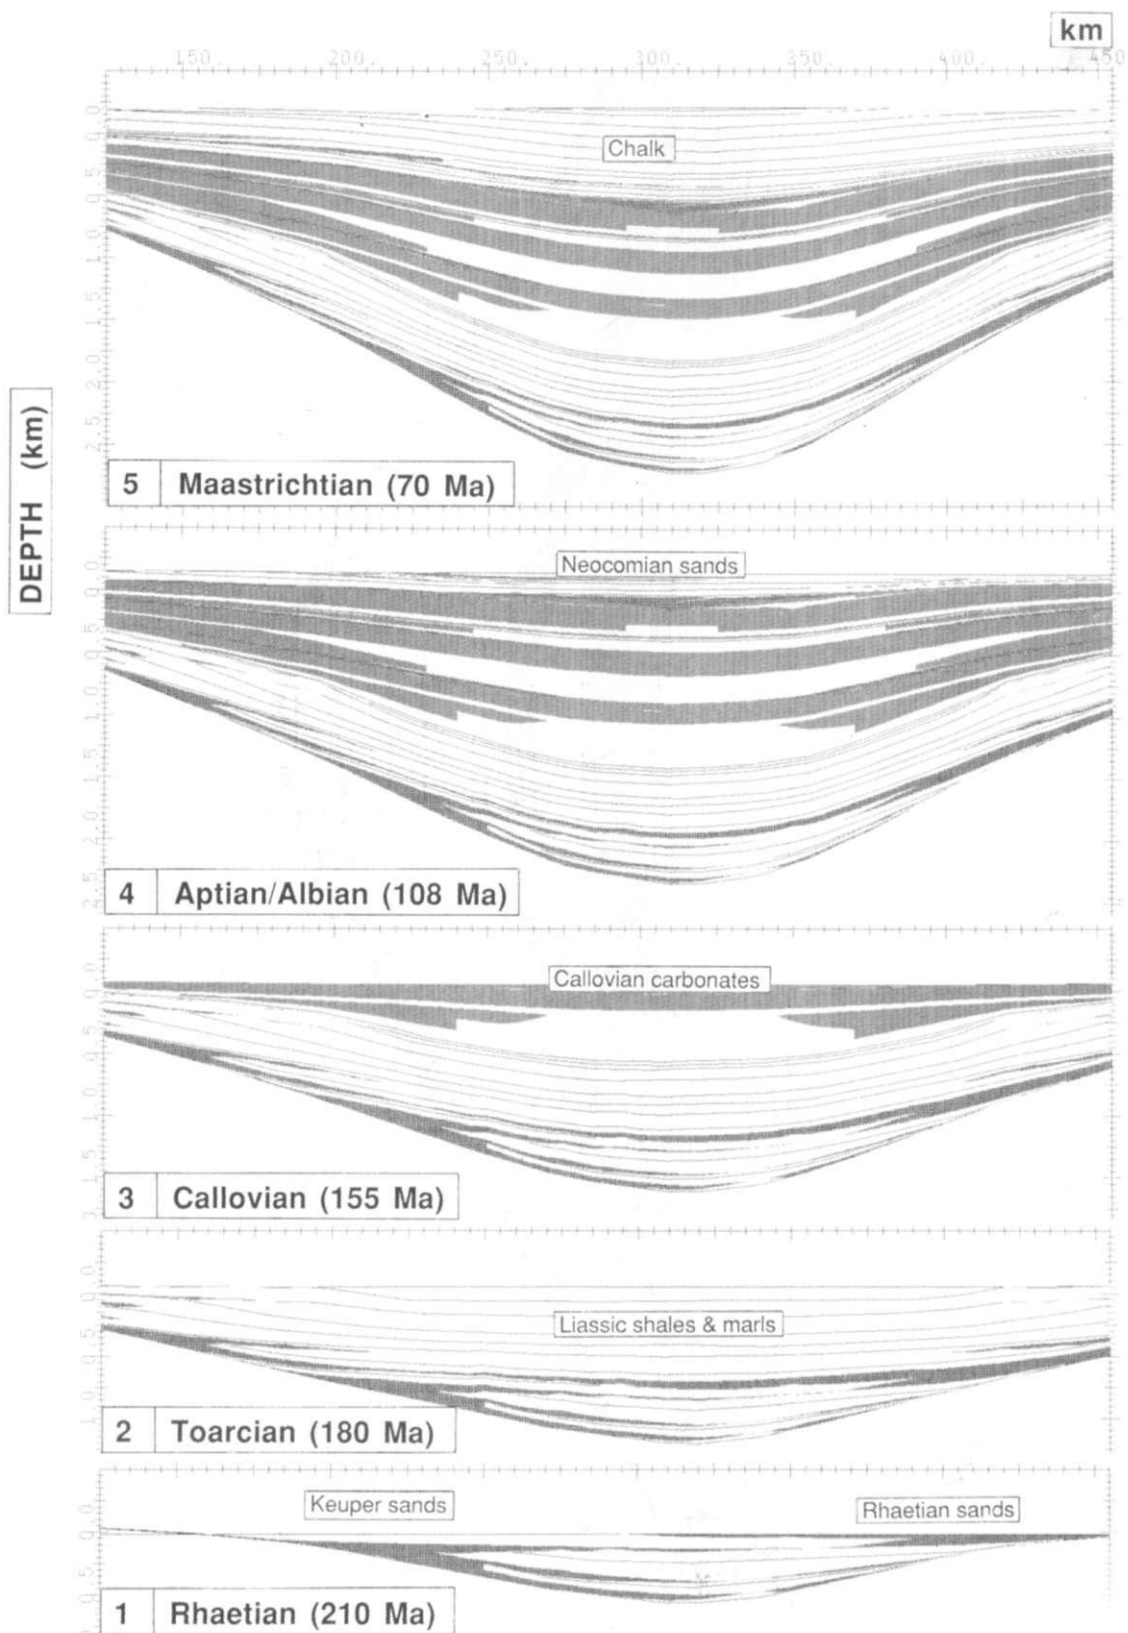 km
150. 200. 250. 300. 350. 400. 450
Chalk
DEPTH (km)
5 Maastrichtian (70 Ma)
Neocomian sands
4 Aptian/Albian (108 Ma)
Callovian carbonates
3 Callovian (155 Ma)
Liassic shales & marls
2 Toarcian (180 Ma)
Keuper sands
Rhaetian sands
1 Rhaetian (210 Ma)